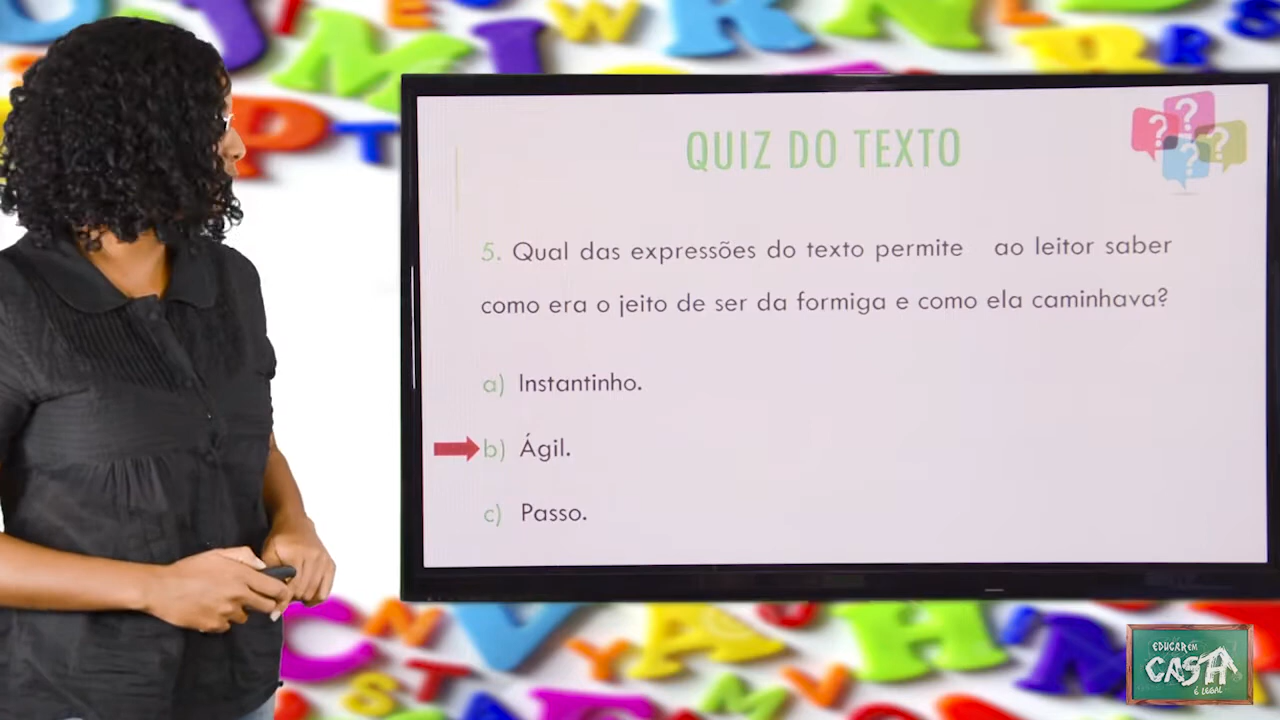 QUIZ DO TEXTO
5. Qual das expressões do texto permite ao leitor saber
como era o jeito de ser da formiga e como ela caminhava?
a) Instantinho.
b) Ágil.
c) Passo.
EDUCAR EM
CASA
É LEGAL